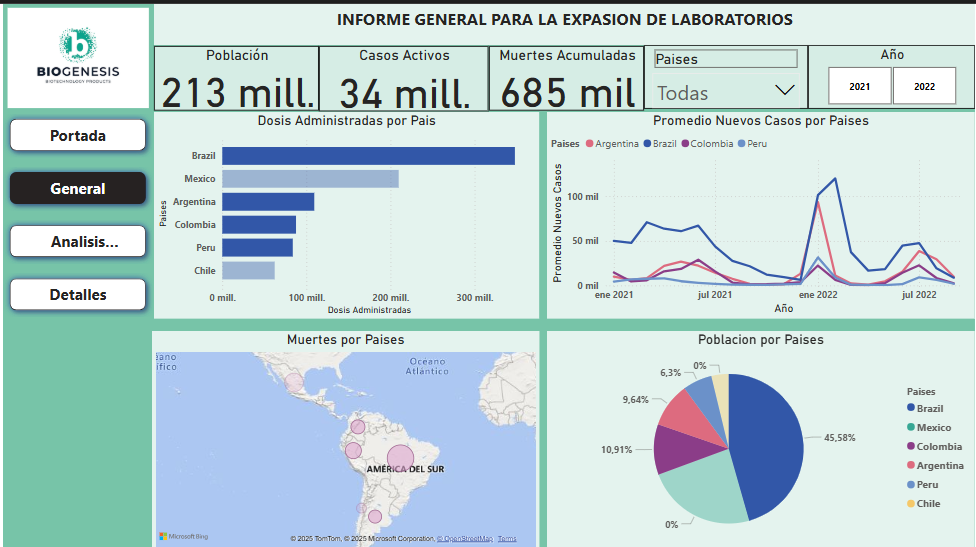 INFORME GENERAL PARA LA EXPASION DE LABORATORIOS
b
BIOGENESIS
BIOTECHNOLOGY PRODUCTS
Población
213 mill.
Casos Activos
34 mill.
Muertes Acumuladas
685 mil
Paises
Todas
Año
2021
2022
Portada
General
Analisis...
Detalles
Dosis Administradas por Pais
Paises
Brazil
Mexico
Argentina
Colombia
Peru
Chile
0 mill.
100 mill.
200 mill.
300 mill.
Dosis Administradas
Promedio Nuevos Casos por Paises
Paises
Argentina
Brazil
Colombia
Peru
Promedio Nuevos Casos
100 mil
50 mil
0 mil
ene 2021
jul 2021
ene 2022
jul 2022
Año
Muertes por Paises
éano
ífico
Océano
Atlántico
AMÉRICA DEL SUR
Microsoft Bing
© 2025 TomTom, © 2025 Microsoft Corporation, © OpenStreetMap Terms
Poblacion por Paises
0%
6,3%
9,64%
10,91%
0%
45,58%
Paises
Brazil
Mexico
Colombia
Argentina
Peru
Chile